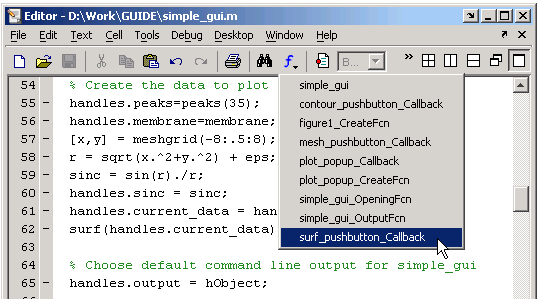 Editor - D:\Work\GUIDE\simple_gui.m
File Edit Text Cell Tools Debug Desktop Window Help
B...
54 % Create the data to plot
55 - handles.peaks=peaks(35);
56 - handles.membrane=membrane;
57 - [x,y] = meshgrid(-8:.5:8);
58 - r = sqrt(x.^2+y.^2) + eps;
59 - sinc = sin(r)./r;
60 - handles.sinc = sinc;
61 - handles.current_data = han
62 - surf(handles.current_data)
63
64 % Choose default command line output for simple_gui
65 - handles.output = hObject;
simple_gui
contour_pushbutton_Callback
figure1_CreateFcn
mesh_pushbutton_Callback
plot_popup_Callback
plot_popup_CreateFcn
simple_gui_OpeningFcn
simple_gui_OutputFcn
surf_pushbutton_Callback